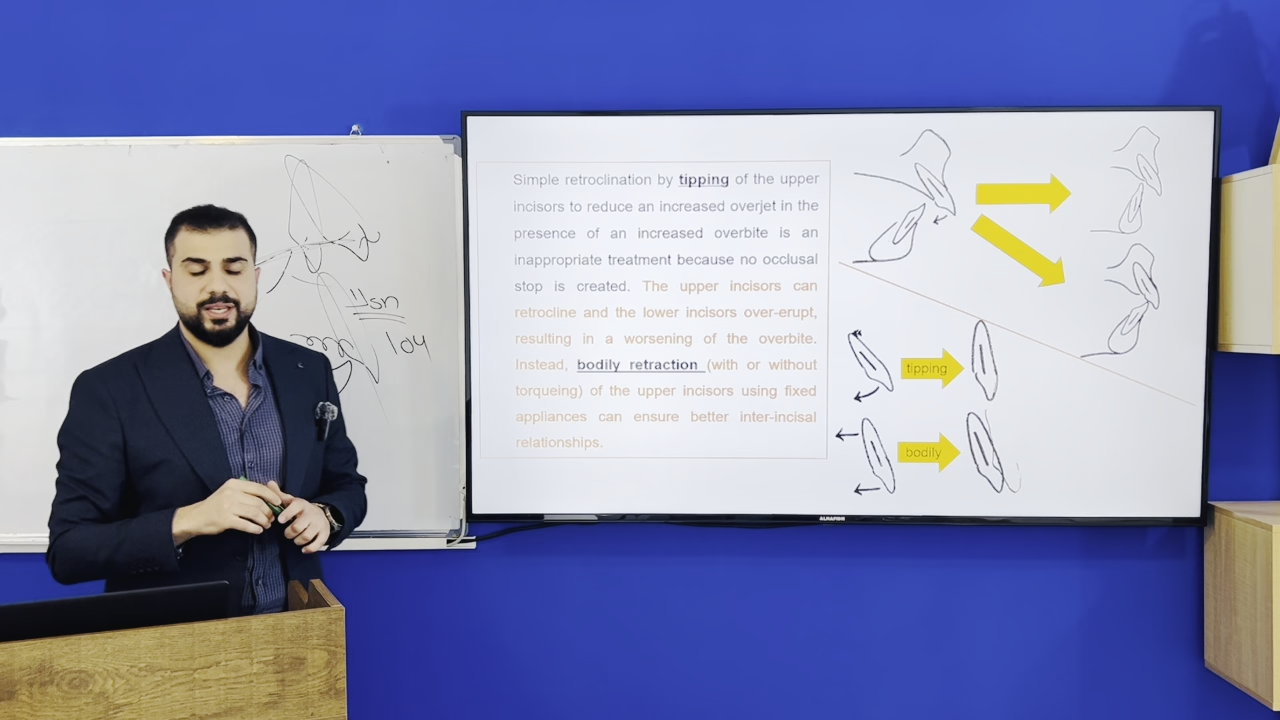 Simple retroclination by tipping of the upper
incisors to reduce an increased overjet in the
presence of an increased overbite is an
inappropriate treatment because no occlusal
stop is created. The upper incisors can
retrocline and the lower incisors over-erupt,
resulting in a worsening of the overbite.
Instead, bodily retraction (with or without
torqueing) of the upper incisors using fixed
appliances can ensure better inter-incisal
relationships.
tipping
bodily
104